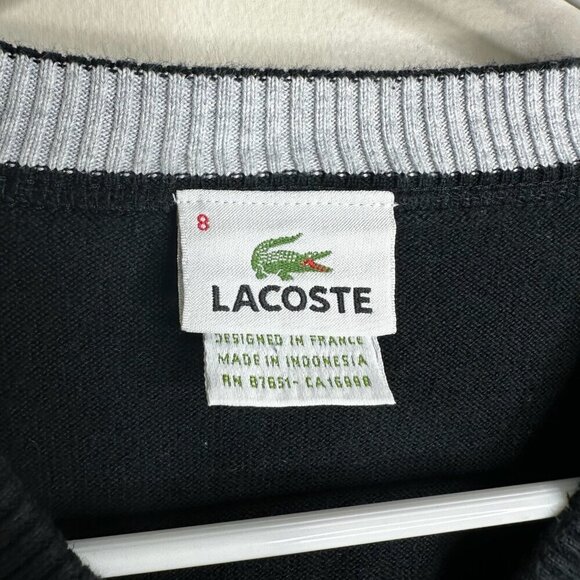 8
LACOSTE
DESIGNED IN FRANCE
MADE IN INDONESIA
RN 87651- CA16998